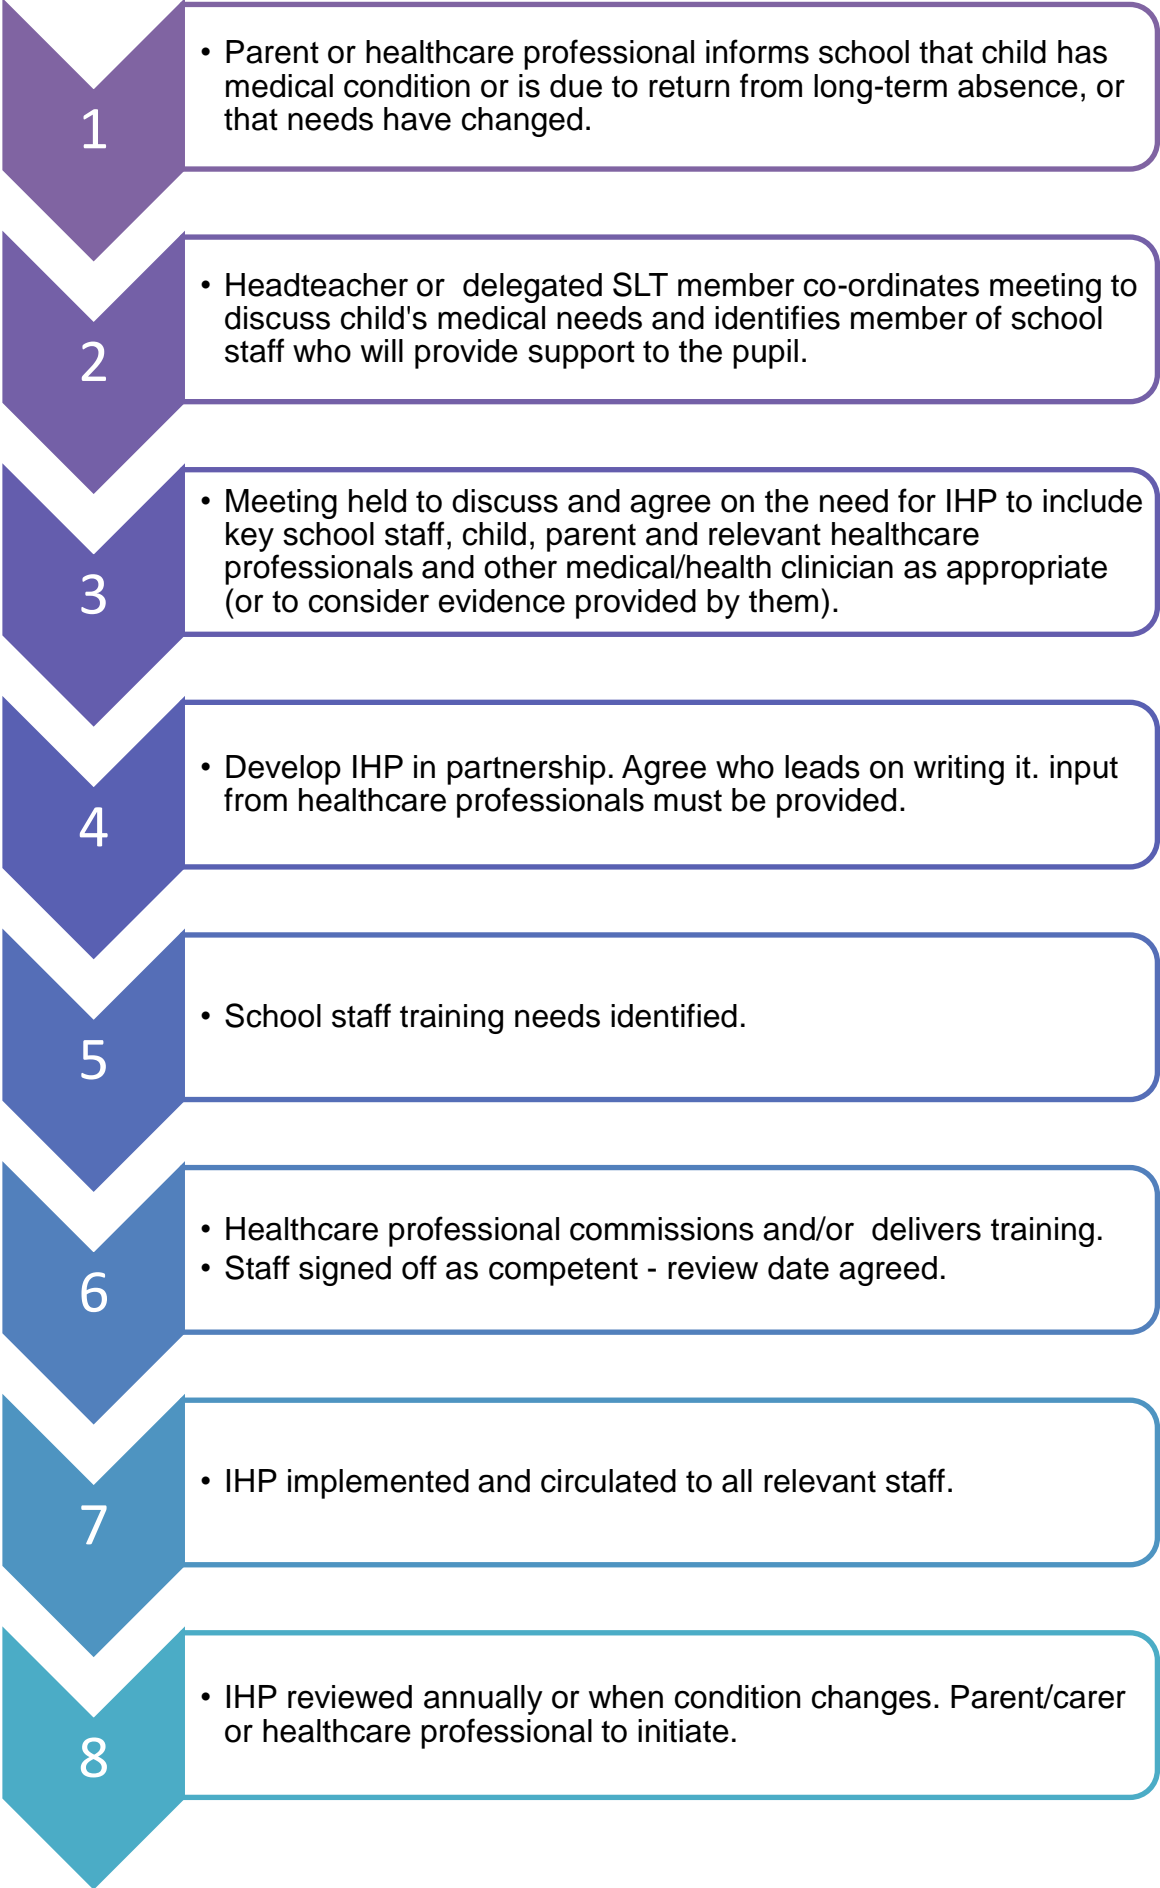 1
• Parent or healthcare professional informs school that child has
medical condition or is due to return from long-term absence, or
that needs have changed.
2
• Headteacher or  delegated SLT member co-ordinates meeting to
discuss child's medical needs and identifies member of school
staff who will provide support to the pupil.
3
• Meeting held to discuss and agree on the need for IHP to include
key school staff, child, parent and relevant healthcare
professionals and other medical/health clinician as appropriate
(or to consider evidence provided by them).
4
• Develop IHP in partnership. Agree who leads on writing it. input
from healthcare professionals must be provided.
5
• School staff training needs identified.
6
• Healthcare professional commissions and/or  delivers training.
• Staff signed off as competent - review date agreed.
7
• IHP implemented and circulated to all relevant staff.
8
• IHP reviewed annually or when condition changes. Parent/carer
or healthcare professional to initiate.